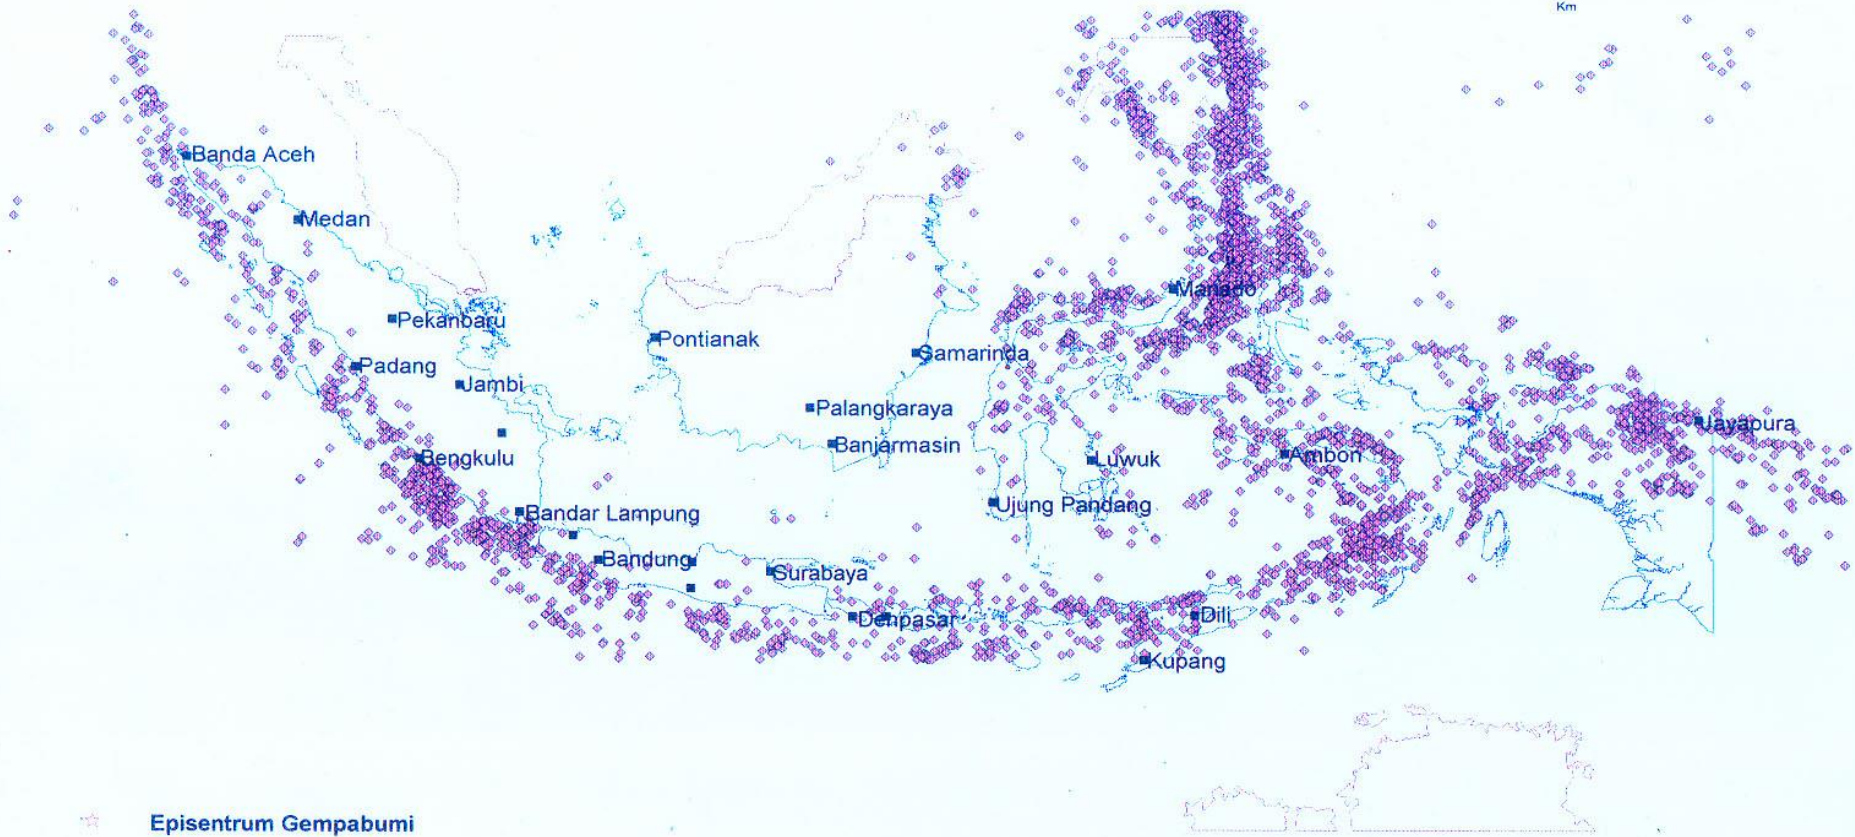 Km
Banda Aceh
Medan
Manado
Pekanbaru
Pontianak
Samarinda
Padang
Jambi
Palangkaraya
Jayapura
Banjarmasin
Ambon
Bengkulu
Luwuk
Ujung Pandang
Bandar Lampung
Bandung
Surabaya
Denpasar
Dili
Kupang
Episentrum Gempabumi